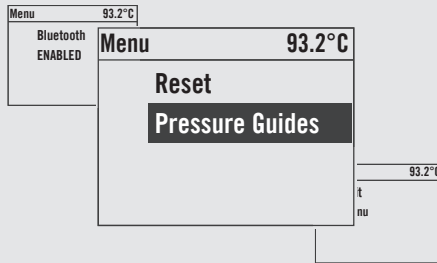 Menu 93.2°C
Bluetooth
ENABLED
Menu 93.2°C
Reset
Pressure Guides
93.2°C